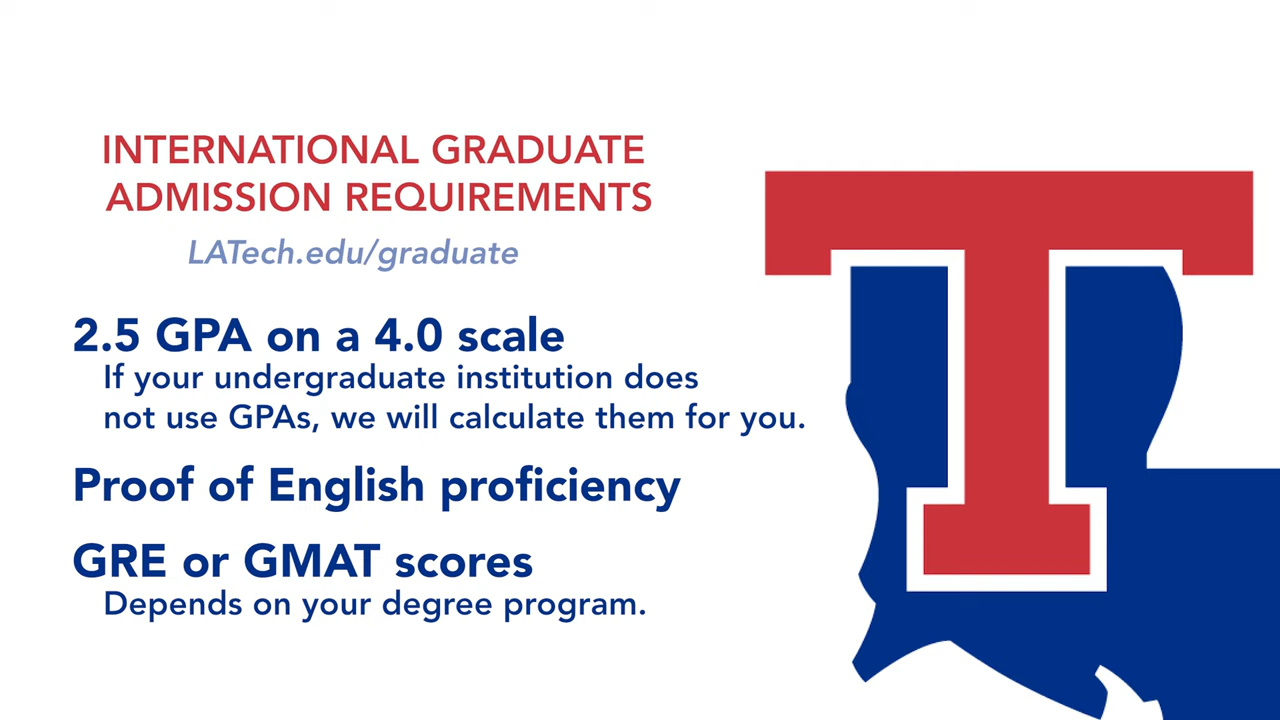 INTERNATIONAL GRADUATE
ADMISSION REQUIREMENTS
LATech.edu/graduate
2.5 GPA on a 4.0 scale
If your undergraduate institution does
not use GPAs, we will calculate them for you.
Proof of English proficiency
GRE or GMAT scores
Depends on your degree program.
T